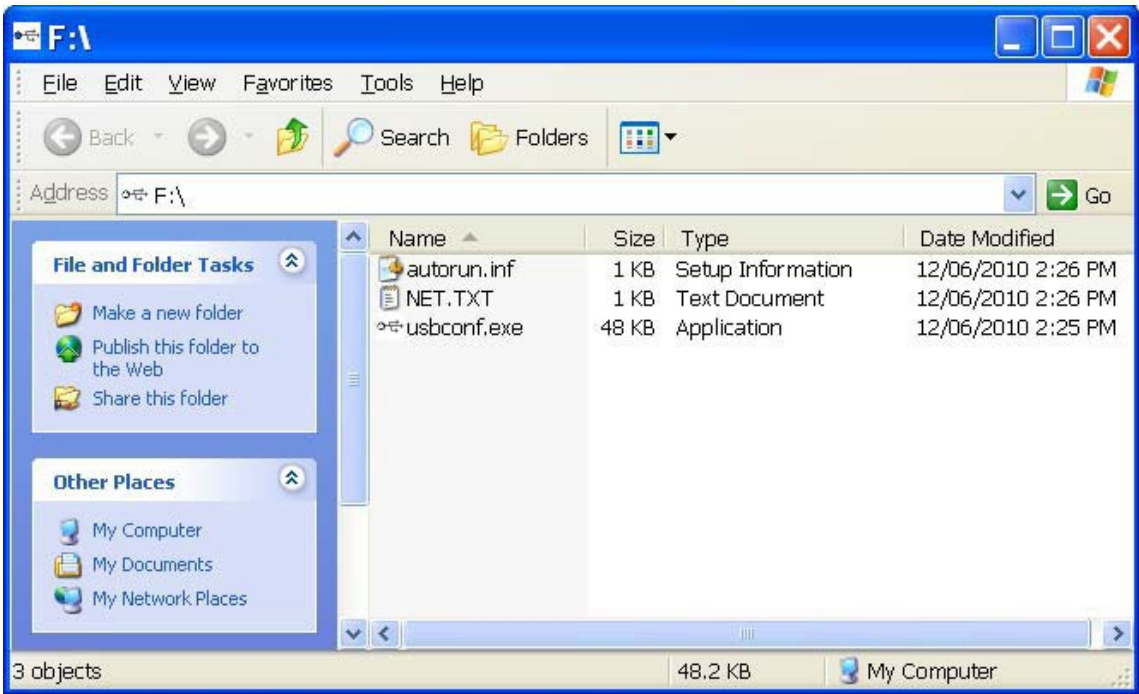 F:\
File Edit View Favorites Tools Help
Back Search Folders
Address F:\ Go
File and Folder Tasks
Make a new folder
Publish this folder to
the Web
Share this folder
Other Places
My Computer
My Documents
My Network Places
Name Size Type Date Modified
autorun.inf 1 KB Setup Information 12/06/2010 2:26 PM
NET.TXT 1 KB Text Document 12/06/2010 2:26 PM
usbconf.exe 48 KB Application 12/06/2010 2:25 PM
3 objects 48.2 KB My Computer